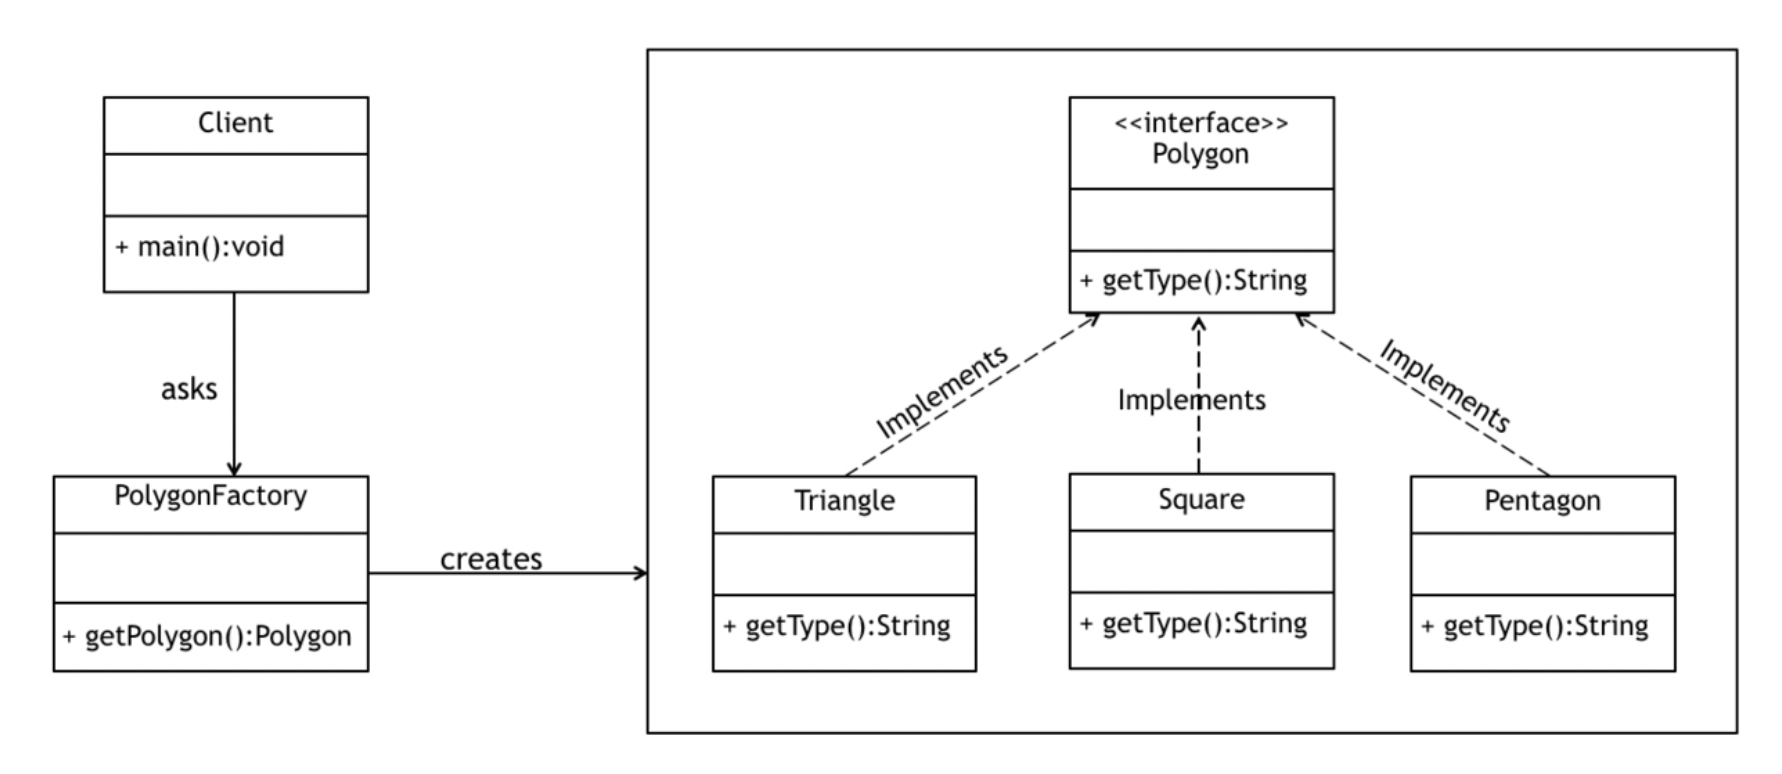 Client
+ main():void
asks
PolygonFactory
+ getPolygon():Polygon
creates
<<interface>>
Polygon
+ getType():String
Implements
Implements
Implements
Triangle
+ getType():String
Square
+ getType():String
Pentagon
+ getType():String